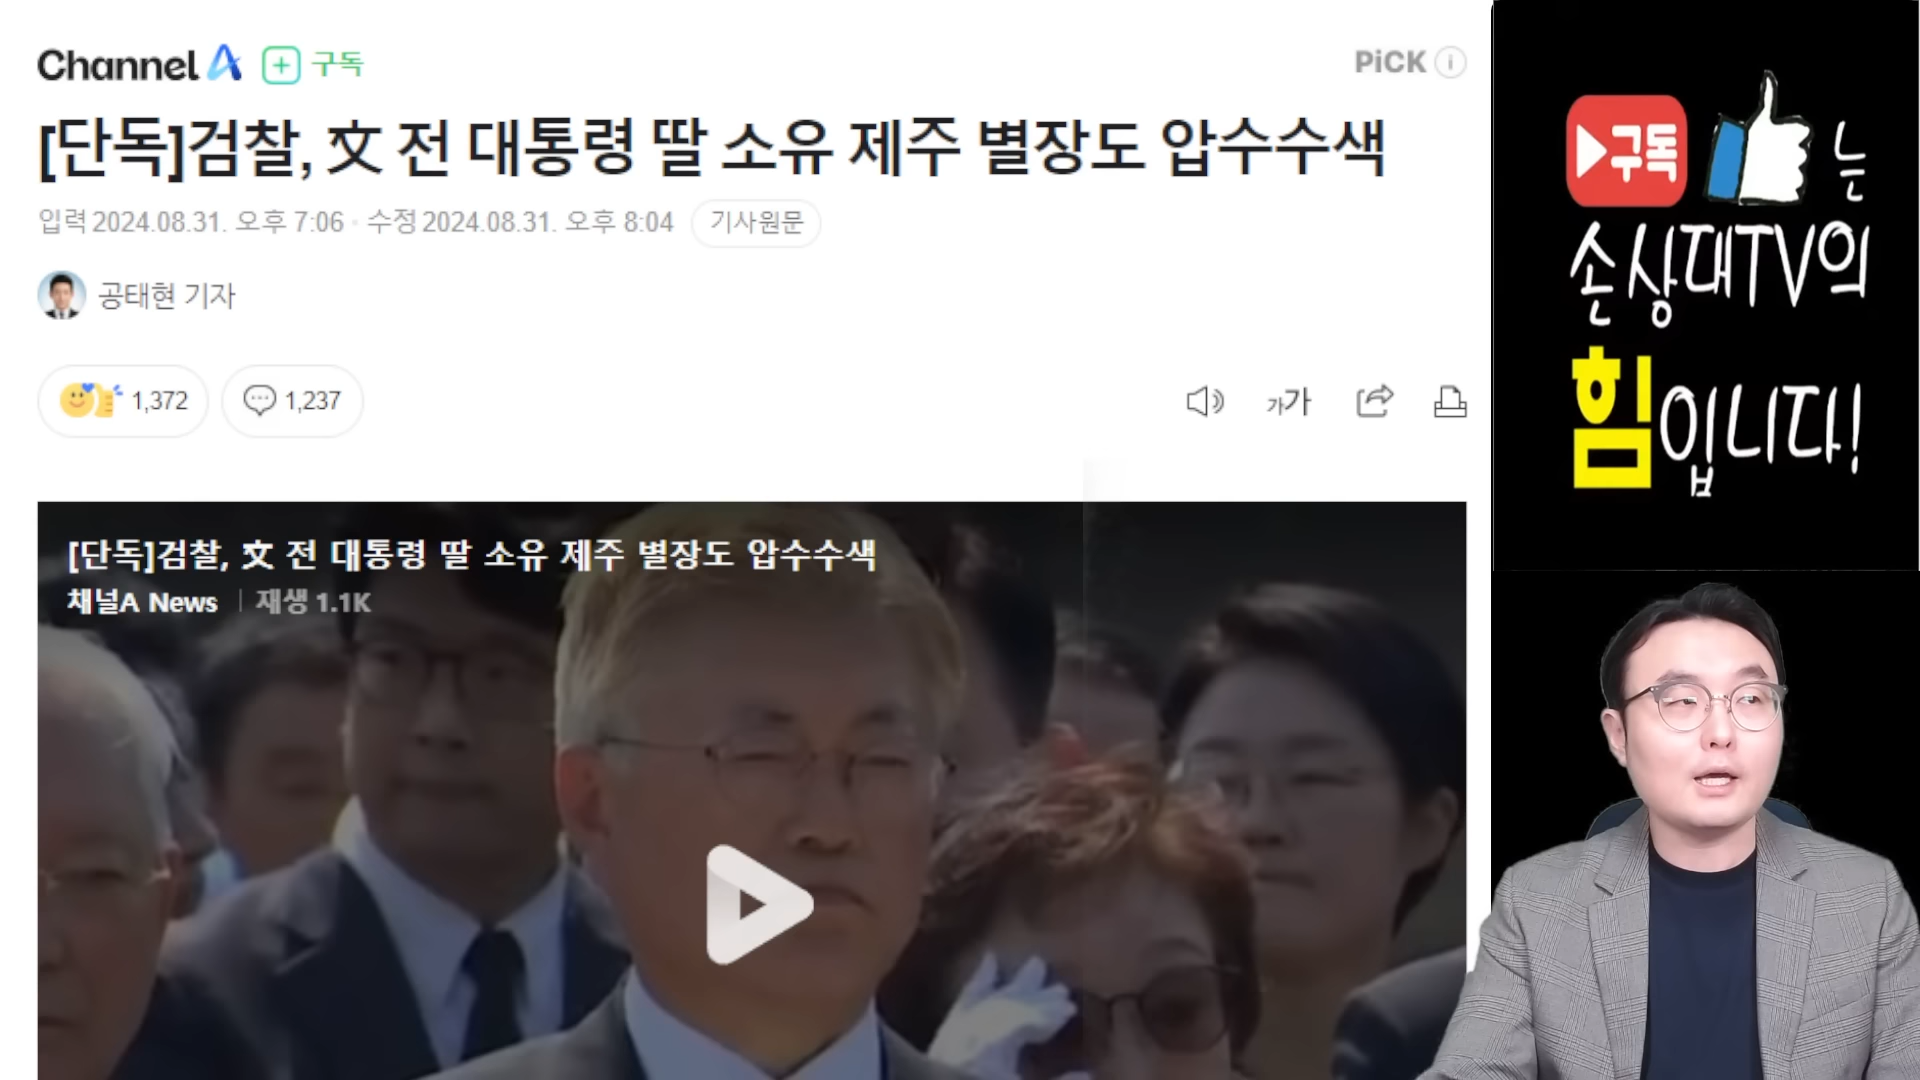 Channel A + 구독
PiCK i
[단독]검찰, 文 전 대통령 딸 소유 제주 별장도 압수수색
입력 2024.08.31. 오후 7:06 · 수정 2024.08.31. 오후 8:04 기사원문
공태현 기자
1,372 1,237
가가
[단독]검찰, 文 전 대통령 딸 소유 제주 별장도 압수수색
채널A News | 재생 1.1K
구독 는
손상대TV의
힘입니다!